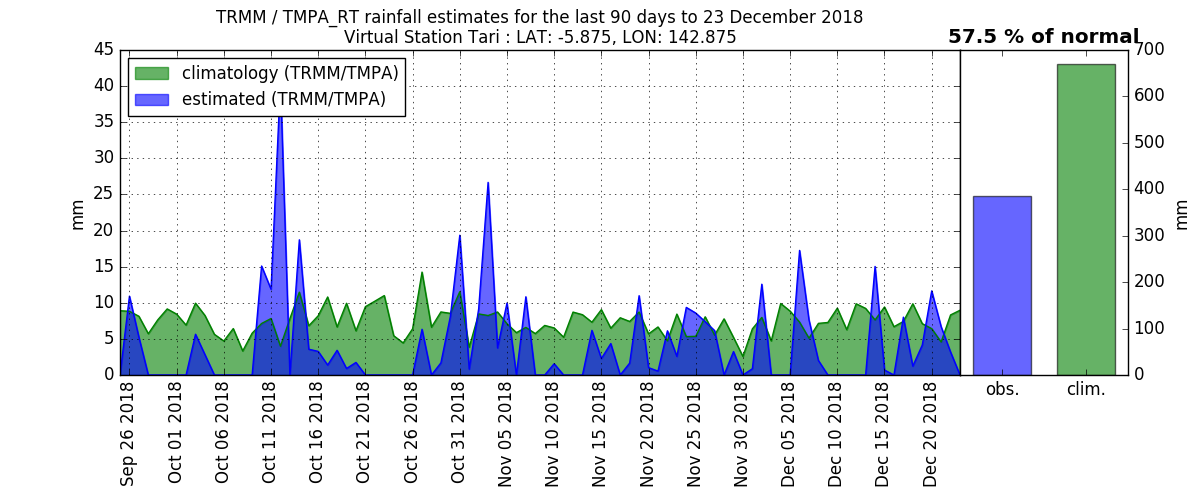 TRMM / TMPA_RT rainfall estimates for the last 90 days to 23 December 2018
Virtual Station Tari : LAT: -5.875, LON: 142.875
57.5 % of normal
climatology (TRMM/TMPA)
estimated (TRMM/TMPA)
45
40
35
30
25
20
15
10
5
0
mm
Sep 26 2018
Oct 01 2018
Oct 06 2018
Oct 11 2018
Oct 16 2018
Oct 21 2018
Oct 26 2018
Oct 31 2018
Nov 05 2018
Nov 10 2018
Nov 15 2018
Nov 20 2018
Nov 25 2018
Nov 30 2018
Dec 05 2018
Dec 10 2018
Dec 15 2018
Dec 20 2018
700
600
500
400
300
200
100
0
mm
obs.
clim.